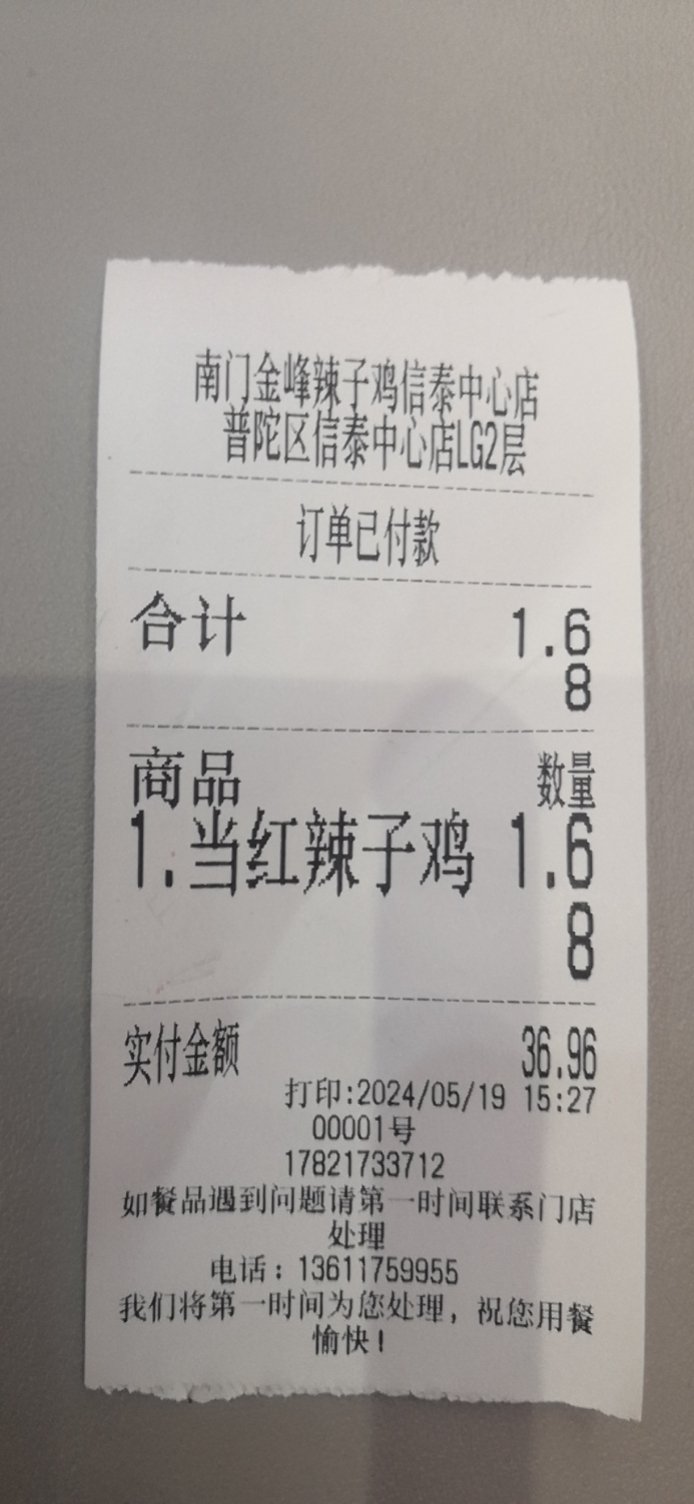 南门金峰辣子鸡信泰中心店
普陀区信泰中心店LG2层
订单已付款
合计 1.6
8
商品 数量
1.当红辣子鸡 1.6
8
实付金额 36.96
打印:2024/05/19 15:27
00001号
17821733712
如餐品遇到问题请第一时间联系门店
处理
电话：13611759955
我们将第一时间为您处理，祝您用餐
愉快！